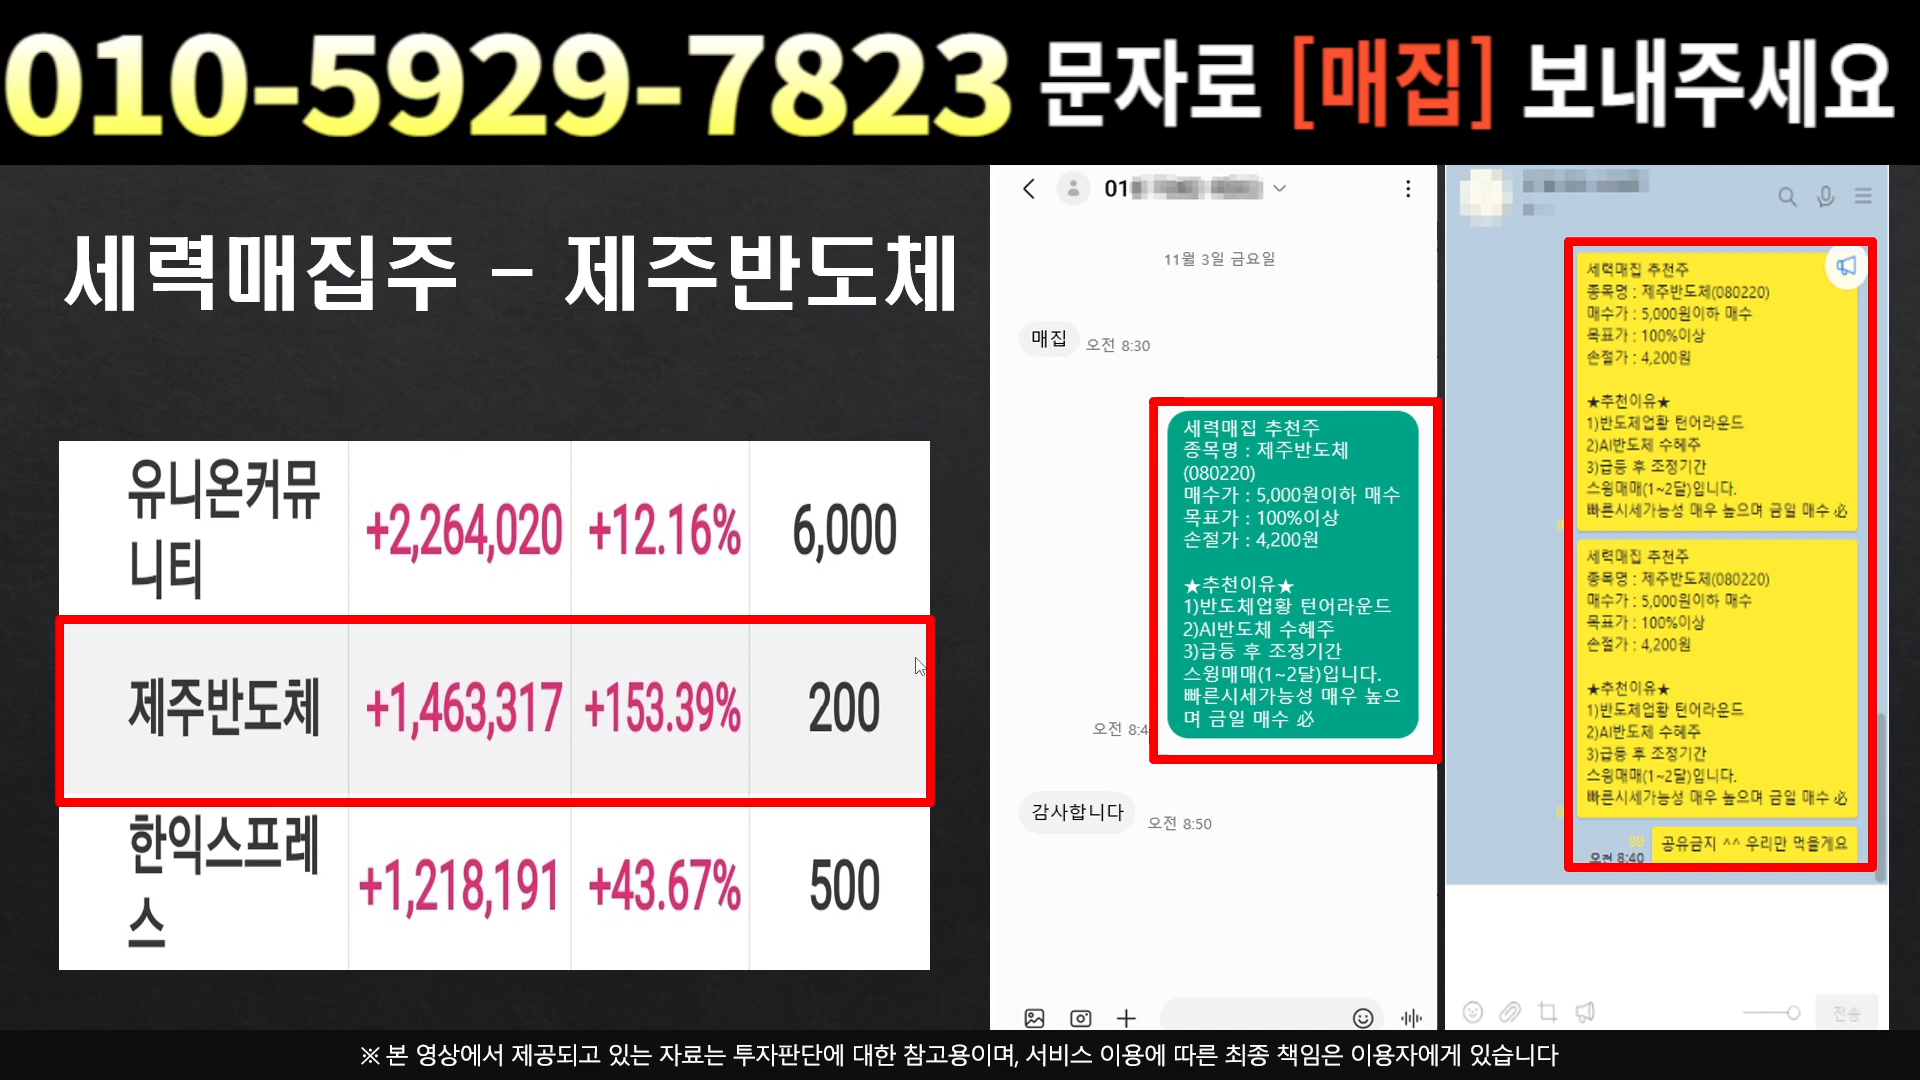 010-5929-7823 문자로 [매집] 보내주세요
세력매집주 - 제주반도체
유니온커뮤
니티
+2,264,020
+12.16%
6,000
제주반도체
+1,463,317
+153.39%
200
한익스프레
스
+1,218,191
+43.67%
500
01
11월 3일 금요일
매집
오전 8:30
세력매집 추천주
종목명 : 제주반도체
(080220)
매수가 : 5,000원이하 매수
목표가 : 100%이상
손절가 : 4,200원
★추천이유★
1)반도체업황 턴어라운드
2)AI반도체 수혜주
3)급등 후 조정기간
스윙매매(1~2달)입니다.
빠른시세가능성 매우 높으
며 금일 매수 必
오전 8:4
감사합니다
오전 8:50
세력매집 추천주
종목명 : 제주반도체(080220)
매수가 : 5,000원이하 매수
목표가 : 100%이상
손절가 : 4,200원
★추천이유★
1)반도체업황 턴어라운드
2)AI반도체 수혜주
3)급등 후 조정기간
스윙매매(1~2달)입니다.
빠른시세가능성 매우 높으며 금일 매수 必
세력매집 추천주
종목명 : 제주반도체(080220)
매수가 : 5,000원이하 매수
목표가 : 100%이상
손절가 : 4,200원
★추천이유★
1)반도체업황 턴어라운드
2)AI반도체 수혜주
3)급등 후 조정기간
스윙매매(1~2달)입니다.
빠른시세가능성 매우 높으며 금일 매수 必
오전 8:40
공유금지 ^^ 우리만 먹을게요
전송
※ 본 영상에서 제공되고 있는 자료는 투자판단에 대한 참고용이며, 서비스 이용에 따른 최종 책임은 이용자에게 있습니다